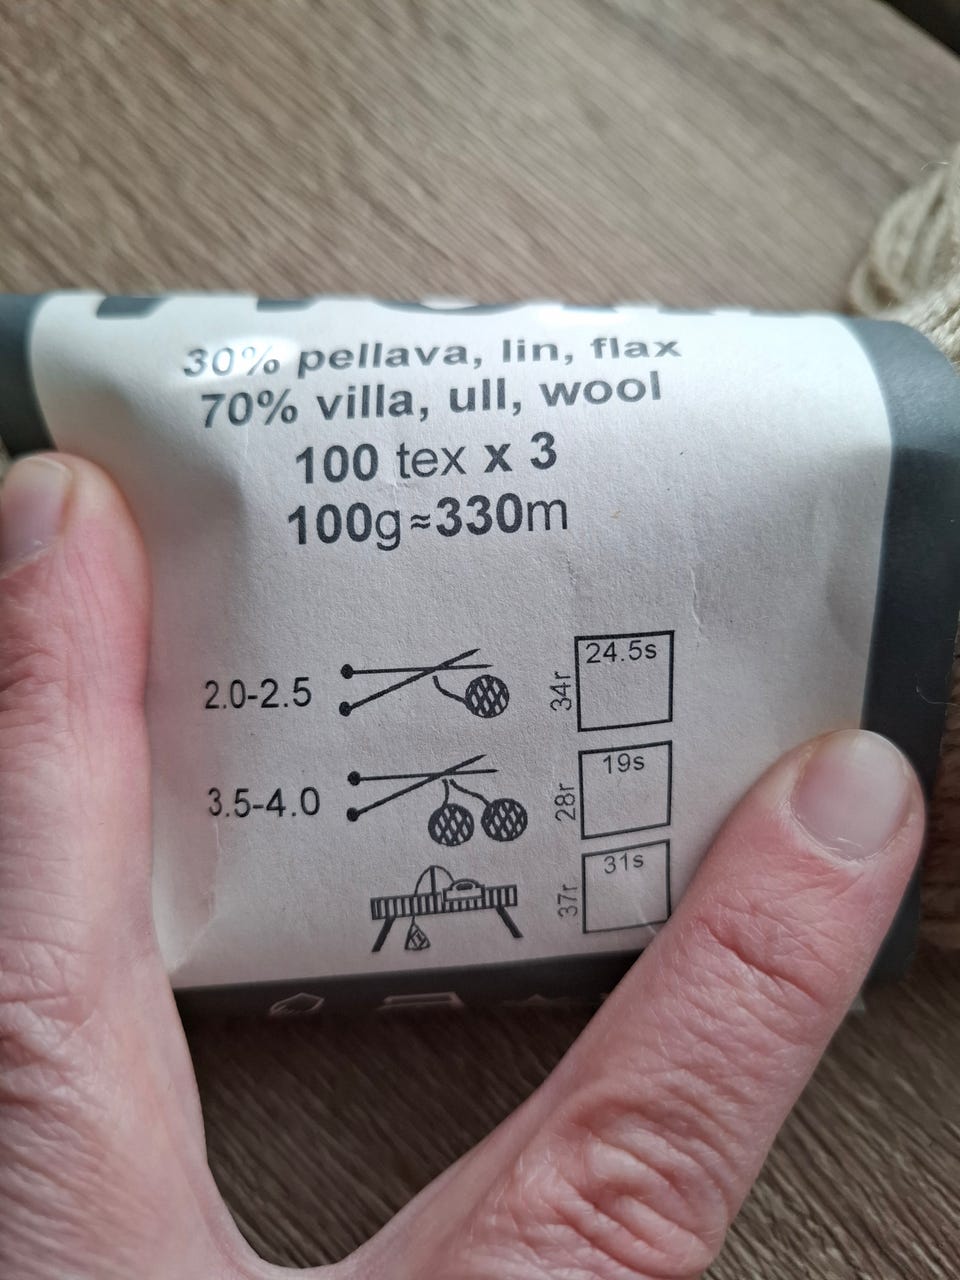 30% pellava, lin, flax
70% villa, ull, wool
100 tex x 3
100g≈330m
2.0-2.5
34r
24.5s
3.5-4.0
28r
19s
37r
31s